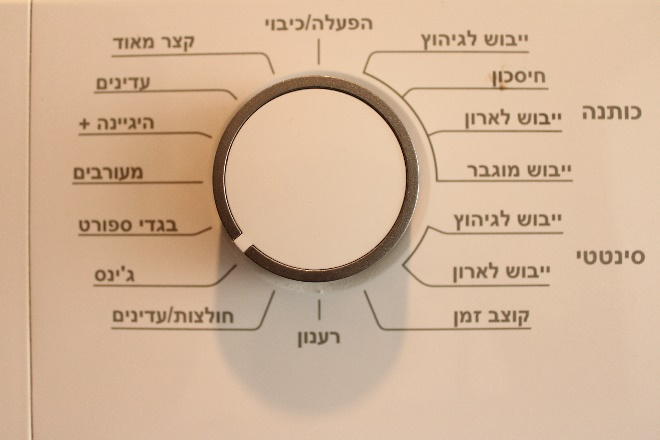 הפעלה/כיבוי
ייבוש לגיהוץ
חיסכון
ייבוש לארון
ייבוש מוגבר
כותנה
ייבוש לגיהוץ
ייבוש לארון
סינטטי
קוצב זמן
רענון
חולצות/עדינים
ג'ינס
בגדי ספורט
מעורבים
היגיינה +
עדינים
קצר מאוד